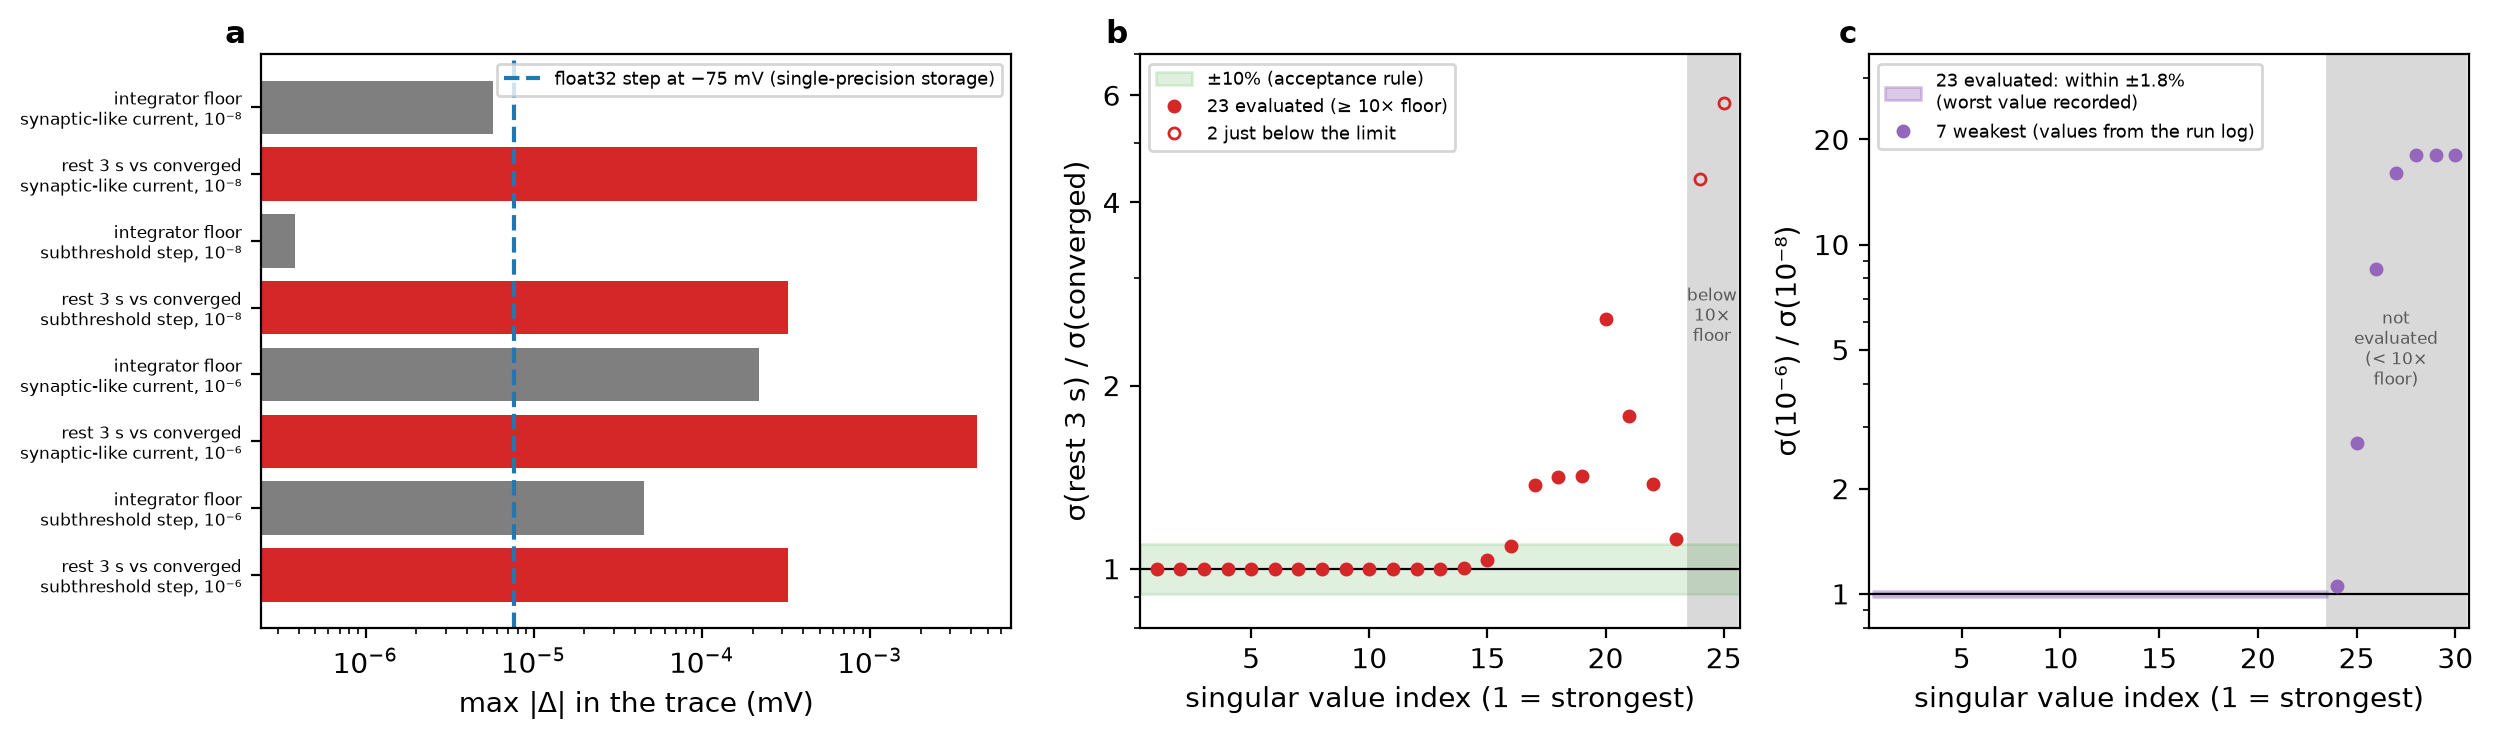 a
float32 step at −75 mV (single-precision storage)
integrator floor
synaptic-like current, 10⁻⁸
rest 3 s vs converged
synaptic-like current, 10⁻⁸
integrator floor
subthreshold step, 10⁻⁸
rest 3 s vs converged
subthreshold step, 10⁻⁸
integrator floor
synaptic-like current, 10⁻⁶
rest 3 s vs converged
synaptic-like current, 10⁻⁶
integrator floor
subthreshold step, 10⁻⁶
rest 3 s vs converged
subthreshold step, 10⁻⁶
10⁻⁶ 10⁻⁵ 10⁻⁴ 10⁻³
max |Δ| in the trace (mV)
b
±10% (acceptance rule)
23 evaluated (≥ 10× floor)
2 just below the limit
σ(rest 3 s) / σ(converged)
6
4
2
1
below
10×
floor
5 10 15 20 25
singular value index (1 = strongest)
c
23 evaluated: within ±1.8%
(worst value recorded)
7 weakest (values from the run log)
σ(10⁻⁶) / σ(10⁻⁸)
20
10
5
2
1
not
evaluated
(< 10×
floor)
5 10 15 20 25 30
singular value index (1 = strongest)